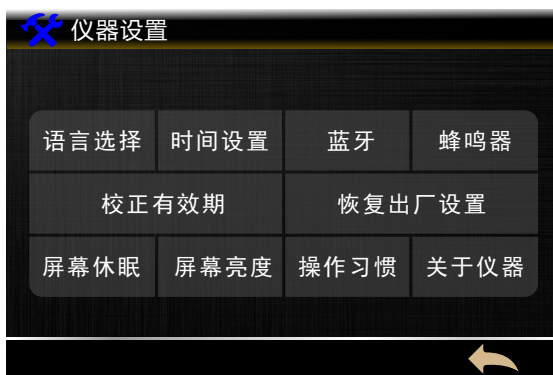 仪器设置
语言选择 时间设置 蓝牙 蜂鸣器
校正有效期 恢复出厂设置
屏幕休眠 屏幕亮度 操作习惯 关于仪器